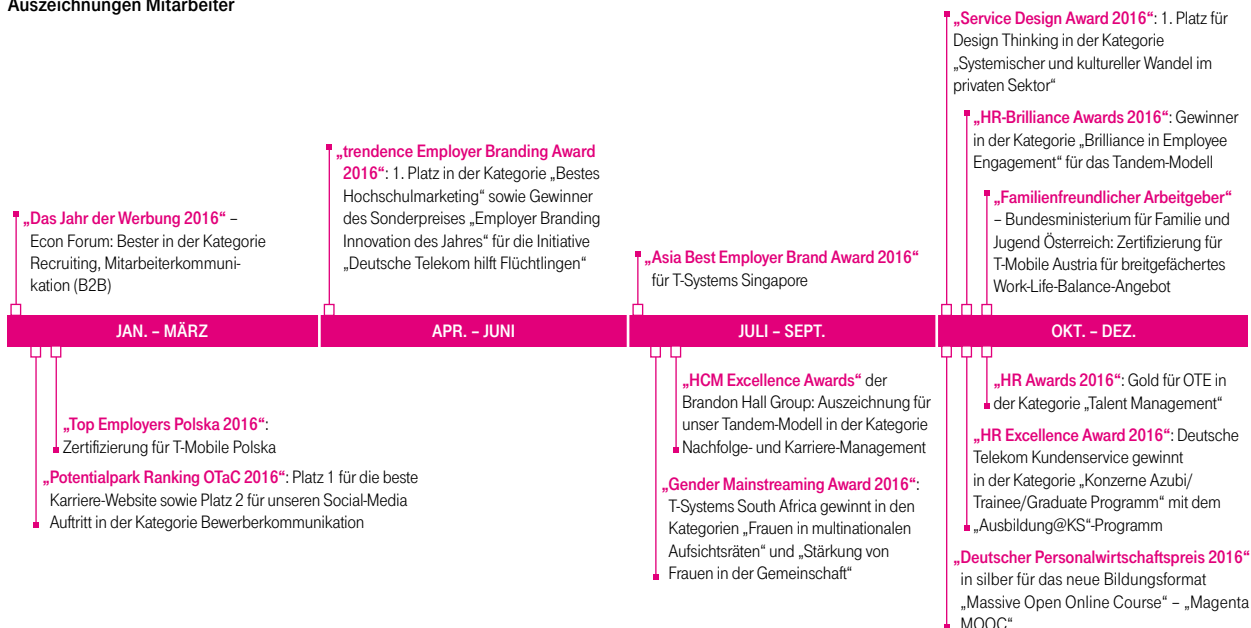 Auszeichnungen Mitarbeiter
„Das Jahr der Werbung 2016“ –
Econ Forum: Bester in der Kategorie
Recruiting, Mitarbeiterkommuni-
kation (B2B)
„trendence Employer Branding Award
2016“: 1. Platz in der Kategorie „Bestes
Hochschulmarketing“ sowie Gewinner
des Sonderpreises „Employer Branding
Innovation des Jahres“ für die Initiative
„Deutsche Telekom hilft Flüchtlingen“
„Asia Best Employer Brand Award 2016“
für T-Systems Singapore
„Service Design Award 2016“: 1. Platz für
Design Thinking in der Kategorie
„Systemischer und kultureller Wandel im
privaten Sektor“
„HR-Brilliance Awards 2016“: Gewinner
in der Kategorie „Brilliance in Employee
Engagement“ für das Tandem-Modell
„Familienfreundlicher Arbeitgeber“
– Bundesministerium für Familie und
Jugend Österreich: Zertifizierung für
T-Mobile Austria für breitgefächertes
Work-Life-Balance-Angebot
JAN. – MÄRZ
APR. – JUNI
JULI – SEPT.
OKT. – DEZ.
„Top Employers Polska 2016“:
Zertifizierung für T-Mobile Polska
„Potentialpark Ranking OTaC 2016“: Platz 1 für die beste
Karriere-Website sowie Platz 2 für unseren Social-Media
Auftritt in der Kategorie Bewerberkommunikation
„HCM Excellence Awards“ der
Brandon Hall Group: Auszeichnung für
unser Tandem-Modell in der Kategorie
Nachfolge- und Karriere-Management
„Gender Mainstreaming Award 2016“:
T-Systems South Africa gewinnt in den
Kategorien „Frauen in multinationalen
Aufsichtsräten“ und „Stärkung von
Frauen in der Gemeinschaft“
„HR Awards 2016“: Gold für OTE in
der Kategorie „Talent Management“
„HR Excellence Award 2016“: Deutsche
Telekom Kundenservice gewinnt
in der Kategorie „Konzerne Azubi/
Trainee/Graduate Programm“ mit dem
„Ausbildung@KS“-Programm
„Deutscher Personalwirtschaftspreis 2016“
in silber für das neue Bildungsformat
„Massive Open Online Course“ – „Magenta
MOOC“